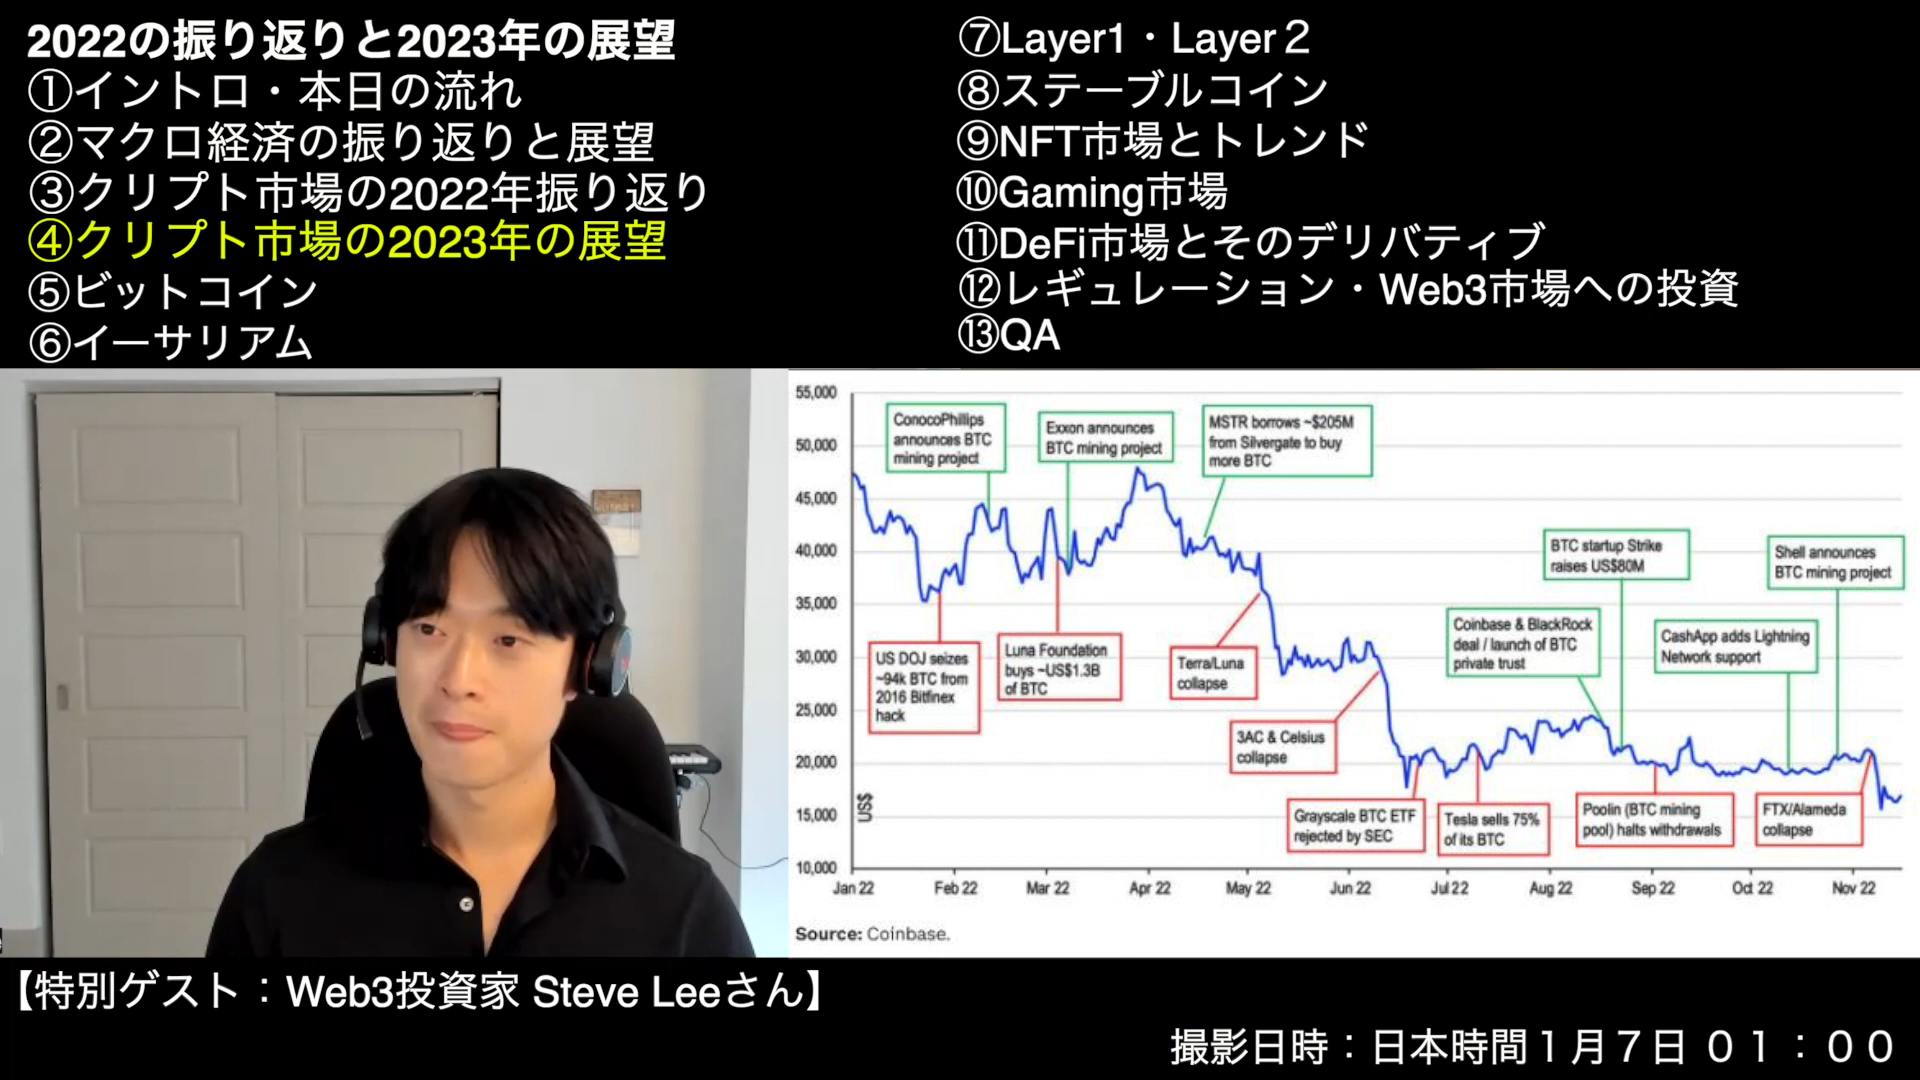 2022の振り返りと2023年の展望
①イントロ・本日の流れ
②マクロ経済の振り返りと展望
③クリプト市場の2022年振り返り
④クリプト市場の2023年の展望
⑤ビットコイン
⑥イーサリアム
⑦Layer1・Layer２
⑧ステーブルコイン
⑨NFT市場とトレンド
⑩Gaming市場
⑪DeFi市場とそのデリバティブ
⑫レギュレーション・Web3市場への投資
⑬QA
55,000
50,000
45,000
40,000
35,000
30,000
25,000
20,000
15,000
10,000
US$
ConocoPhillips
announces BTC
mining project
Exxon announces
BTC mining project
MSTR borrows ~$205M
from Silvergate to buy
more BTC
BTC startup Strike
raises US$80M
Shell announces
BTC mining project
Coinbase & BlackRock
deal / launch of BTC
private trust
CashApp adds Lightning
Network support
US DOJ seizes
~94k BTC from
2016 Bitfinex
hack
Luna Foundation
buys ~US$1.3B
of BTC
Terra/Luna
collapse
3AC & Celsius
collapse
Grayscale BTC ETF
rejected by SEC
Tesla sells 75%
of its BTC
Poolin (BTC mining
pool) halts withdrawals
FTX/Alameda
collapse
Jan 22 Feb 22 Mar 22 Apr 22 May 22 Jun 22 Jul 22 Aug 22 Sep 22 Oct 22 Nov 22
Source: Coinbase.
【特別ゲスト：Web3投資家 Steve Leeさん】
撮影日時：日本時間１月７日 ０１：００